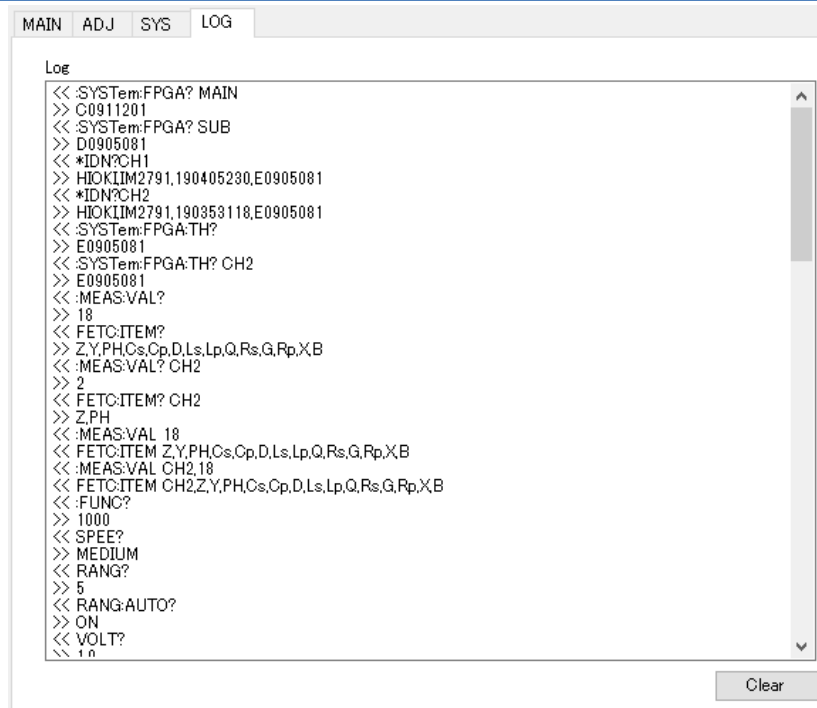 MAIN ADJ SYS LOG
Log
<< :SYSTem:FPGA? MAIN
>> C0911201
<< :SYSTem:FPGA? SUB
>> D0905081
<< *IDN?CH1
>> HIOKI,IM2791,190405230,E0905081
<< *IDN?CH2
>> HIOKI,IM2791,190353118,E0905081
<< :SYSTem:FPGA:TH?
>> E0905081
<< :SYSTem:FPGA:TH? CH2
>> E0905081
<< :MEAS:VAL?
>> 18
<< FETC:ITEM?
>> Z,Y,PH,Cs,Cp,D,Ls,Lp,Q,Rs,G,Rp,X,B
<< :MEAS:VAL? CH2
>> 2
<< FETC:ITEM? CH2
>> Z,PH
<< :MEAS:VAL 18
<< FETC:ITEM Z,Y,PH,Cs,Cp,D,Ls,Lp,Q,Rs,G,Rp,X,B
<< :MEAS:VAL CH2,18
<< FETC:ITEM CH2,Z,Y,PH,Cs,Cp,D,Ls,Lp,Q,Rs,G,Rp,X,B
<< :FUNC?
>> 1000
<< SPEE?
>> MEDIUM
<< RANG?
>> 5
<< RANG:AUTO?
>> ON
<< VOLT?
>> 1.0
Clear